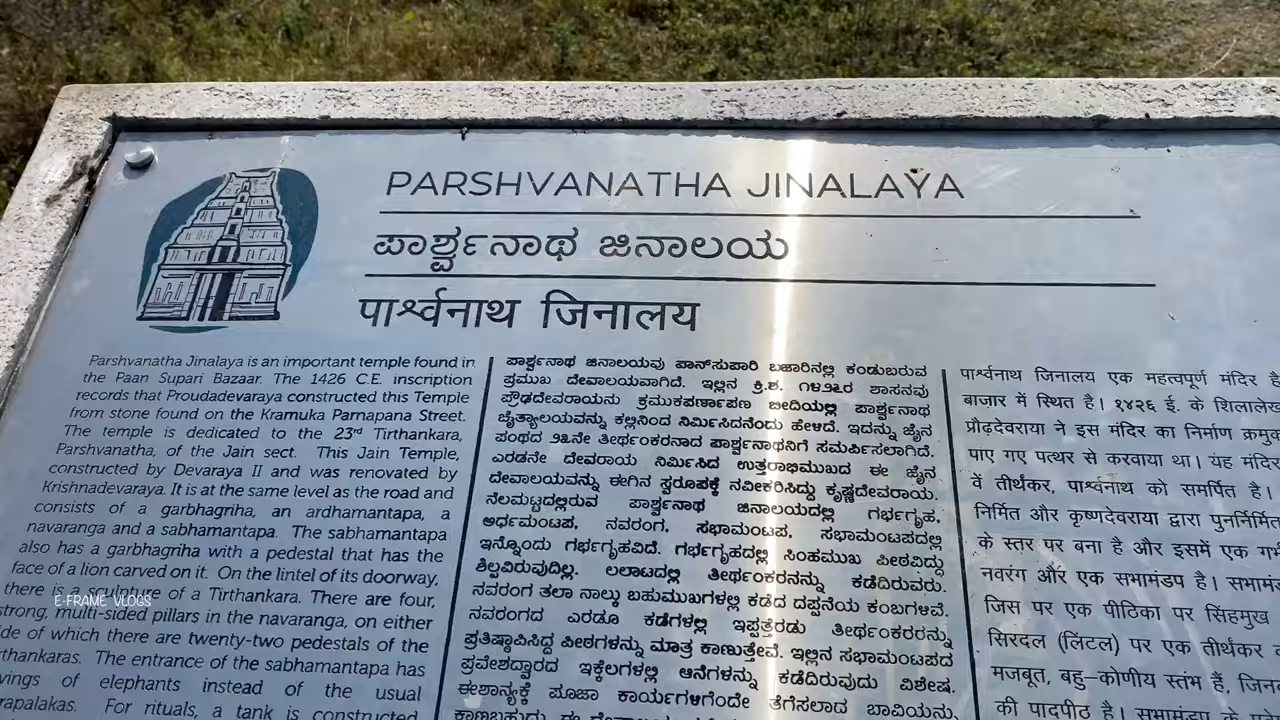 PARSHVANATHA JINALAYA
ಪಾರ್ಶ್ವನಾಥ ಜಿನಾಲಯ
पार्श्वनाथ जिनालय
Parshvanatha Jinalaya is an important temple found in
the Paan Supari Bazaar. The 1426 C.E. inscription
records that Proudadevaraya constructed this Temple
from stone found on the Kramuka Parnapana Street.
The temple is dedicated to the 23rd Tirthankara,
Parshvanatha, of the Jain sect. This Jain Temple,
constructed by Devaraya II and was renovated by
Krishnadevaraya. It is at the same level as the road and
consists of a garbhagriha, an ardhamantapa, a
navaranga and a sabhamantapa. The sabhamantapa
also has a garbhagriha with a pedestal that has the
face of a lion carved on it. On the lintel of its doorway,
there of a Tirthankara. There are four,
strong, multi-sided pillars in the navaranga, on either
of which there are twenty-two pedestals of the
The entrance of the sabhamantapa has
of elephants instead of the usual
For rituals, a tank is constructed
ಪಾರ್ಶ್ವನಾಥ ಜಿನಾಲಯವು ಪಾನ್‌ಸುಪಾರಿ ಬಜಾರಿನಲ್ಲಿ ಕಂಡುಬರುವ
ಪ್ರಮುಖ ದೇವಾಲಯವಾಗಿದೆ. ಇಲ್ಲಿನ ಕ್ರಿ.ಶ. ೧೪೨೬ರ ಶಾಸನವು
ಪ್ರೌಢದೇವರಾಯನು ಕ್ರಮುಕಪರ್ಣಾಪಣ ಬೀದಿಯಲ್ಲಿ ಪಾರ್ಶ್ವನಾಥ
ಚೈತ್ಯಾಲಯವನ್ನು ಕಲ್ಲಿನಿಂದ ನಿರ್ಮಿಸಿದನೆಂದು ಹೇಳಿದೆ. ಇದನ್ನು ಜೈನ
ಪಂಥದ ೨೩ನೇ ತೀರ್ಥಂಕರನಾದ ಪಾರ್ಶ್ವನಾಥನಿಗೆ ಸಮರ್ಪಿಸಲಾಗಿದೆ.
ಎರಡನೇ ದೇವರಾಯ ನಿರ್ಮಿಸಿದ ಉತ್ತರಾಭಿಮುಖದ ಈ ಜೈನ
ದೇವಾಲಯವನ್ನು ಈಗಿನ ಸ್ವರೂಪಕ್ಕೆ ನವೀಕರಿಸಿದ್ದು ಕೃಷ್ಣದೇವರಾಯ.
ನೆಲಮಟ್ಟದಲ್ಲಿರುವ ಪಾರ್ಶ್ವನಾಥ ಜಿನಾಲಯದಲ್ಲಿ ಗರ್ಭಗೃಹ,
ಅರ್ಧಮಂಟಪ, ನವರಂಗ, ಸಭಾಮಂಟಪ, ಸಭಾಮಂಟಪದಲ್ಲಿ
ಇನ್ನೊಂದು ಗರ್ಭಗೃಹವಿದೆ. ಗರ್ಭಗೃಹದಲ್ಲಿ ಸಿಂಹಮುಖ ಪೀಠವಿದ್ದು
ಶಿಲ್ಪವಿರುವುದಿಲ್ಲ. ಲಲಾಟದಲ್ಲಿ ತೀರ್ಥಂಕರನನ್ನು ಕಡೆದಿರುವರು.
ನವರಂಗ ತಲಾ ನಾಲ್ಕು ಬಹುಮುಖಗಳಲ್ಲಿ ಕಡೆದ ದಪ್ಪನೆಯ ಕಂಬಗಳಿವೆ.
ನವರಂಗದ ಎರಡೂ ಕಡೆಗಳಲ್ಲಿ ಇಪ್ಪತ್ತೆರಡು ತೀರ್ಥಂಕರರನ್ನು
ಪ್ರತಿಷ್ಠಾಪಿಸಿದ್ದ ಪೀಠಗಳನ್ನು ಮಾತ್ರ ಕಾಣುತ್ತೇವೆ. ಇಲ್ಲಿನ ಸಭಾಮಂಟಪದ
ಪ್ರವೇಶದ್ವಾರದ ಇಕ್ಕೆಲಗಳಲ್ಲಿ ಆನೆಗಳನ್ನು ಕಡೆದಿರುವುದು ವಿಶೇಷ.
ಈಶಾನ್ಯಕ್ಕೆ ಪೂಜಾ ಕಾರ್ಯಗಳಿಗೆಂದೇ ತೆಗೆಸಲಾದ ಬಾವಿಯನ್ನು
पार्श्वनाथ जिनालय एक महत्वपूर्ण मंदिर है
बाज़ार में स्थित है। १४२६ ई. के
प्रौढ़देवराया ने इस मंदिर का निर्माण
पाए गए पत्थर से करवाया था। यह मंदिर
वें तीर्थंकर, पार्श्वनाथ को समर्पित है।
निर्मित और कृष्णदेवराया द्वारा पुनर्निर्मित
के स्तर पर बना है और इसमें एक
नवरंग और एक सभामंडप है।
जिस पर एक पीठिका पर सिंहमुख
सिरदल (लिंटल) पर एक तीर्थंकर
मजबूत, बहु-कोणीय स्तंभ हैं,
की पादपीठ है।
E-FRAME VLOGS